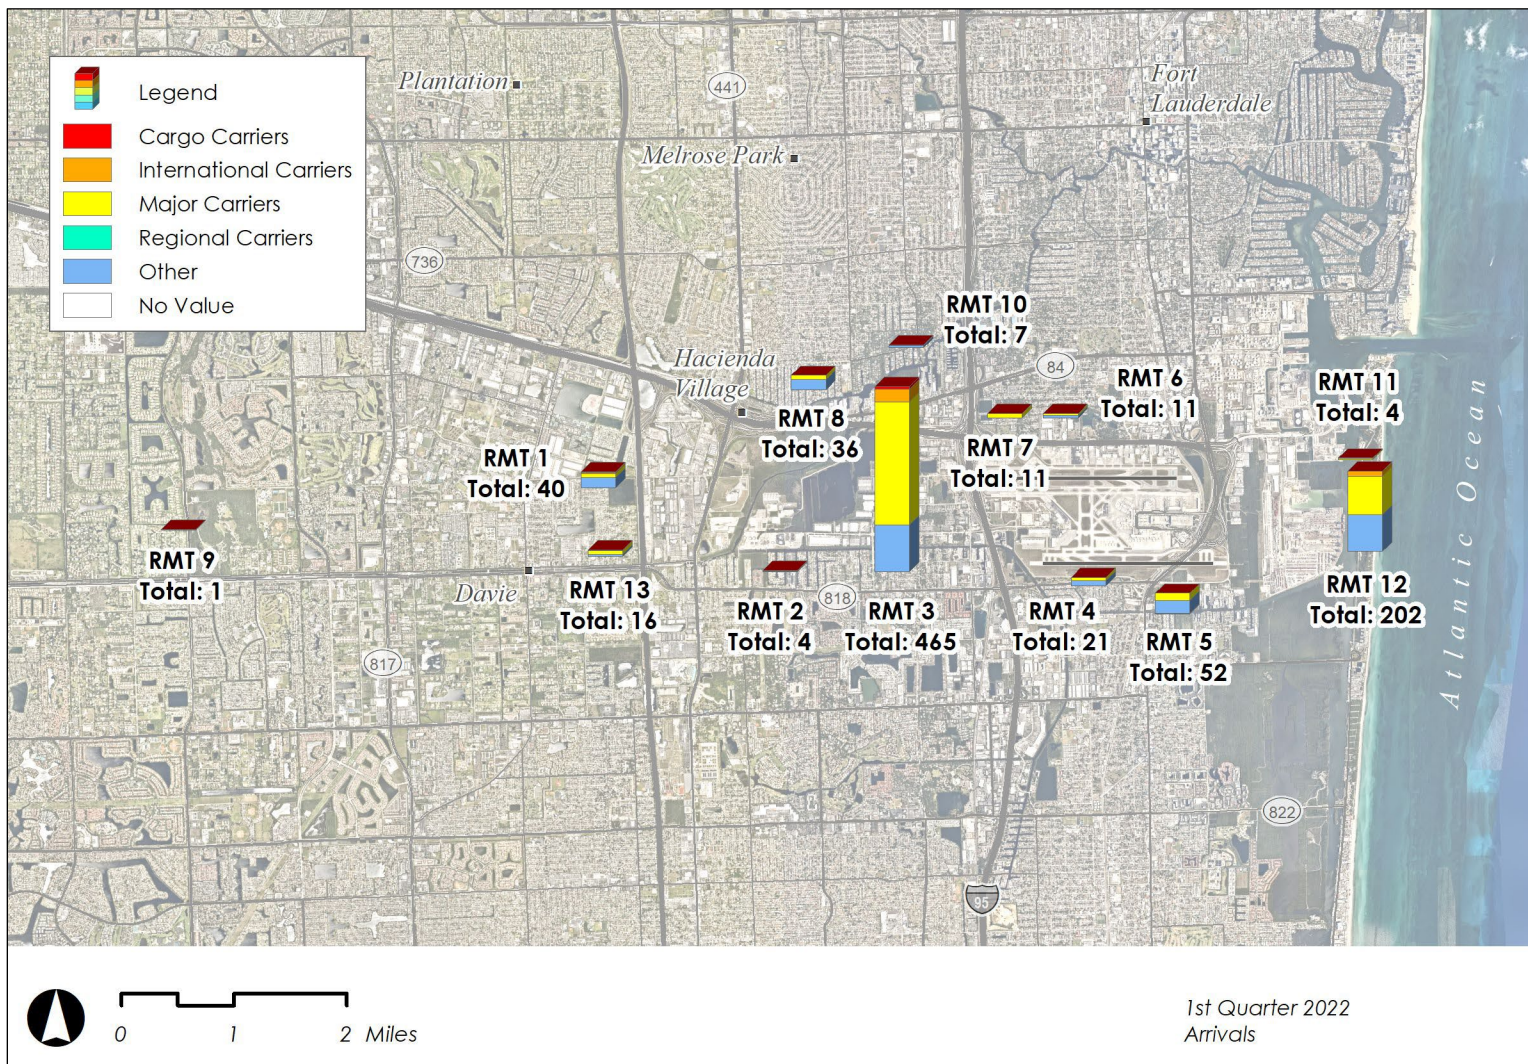 Legend
Cargo Carriers
International Carriers
Major Carriers
Regional Carriers
Other
No Value
Plantation
441
Fort
Lauderdale
Melrose Park
736
RMT 10
Total: 7
Hacienda
Village
84
RMT 6
Total: 11
RMT 11
Total: 4
RMT 8
Total: 36
RMT 7
Total: 11
RMT 1
Total: 40
Atlantic Ocean
RMT 9
Total: 1
Davie
RMT 13
Total: 16
RMT 2
Total: 4
818
RMT 3
Total: 465
RMT 4
Total: 21
RMT 5
Total: 52
RMT 12
Total: 202
817
822
95
0 1 2 Miles
1st Quarter 2022
Arrivals